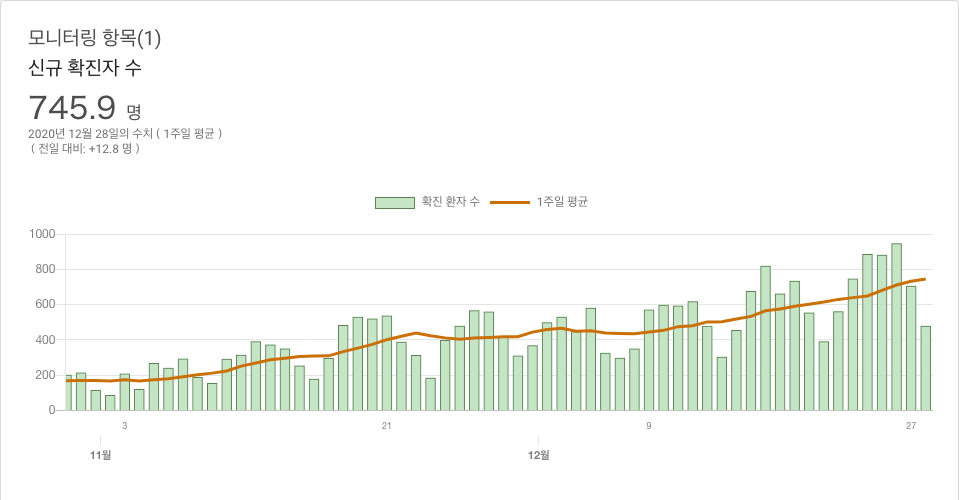 모니터링 항목(1)
신규 확진자 수
745.9 명
2020년 12월 28일의 수치 ( 1주일 평균 )
( 전일 대비: +12.8 명 )
확진 환자 수 1주일 평균
1000
800
600
400
200
0
3 21 9 27
11월 12월